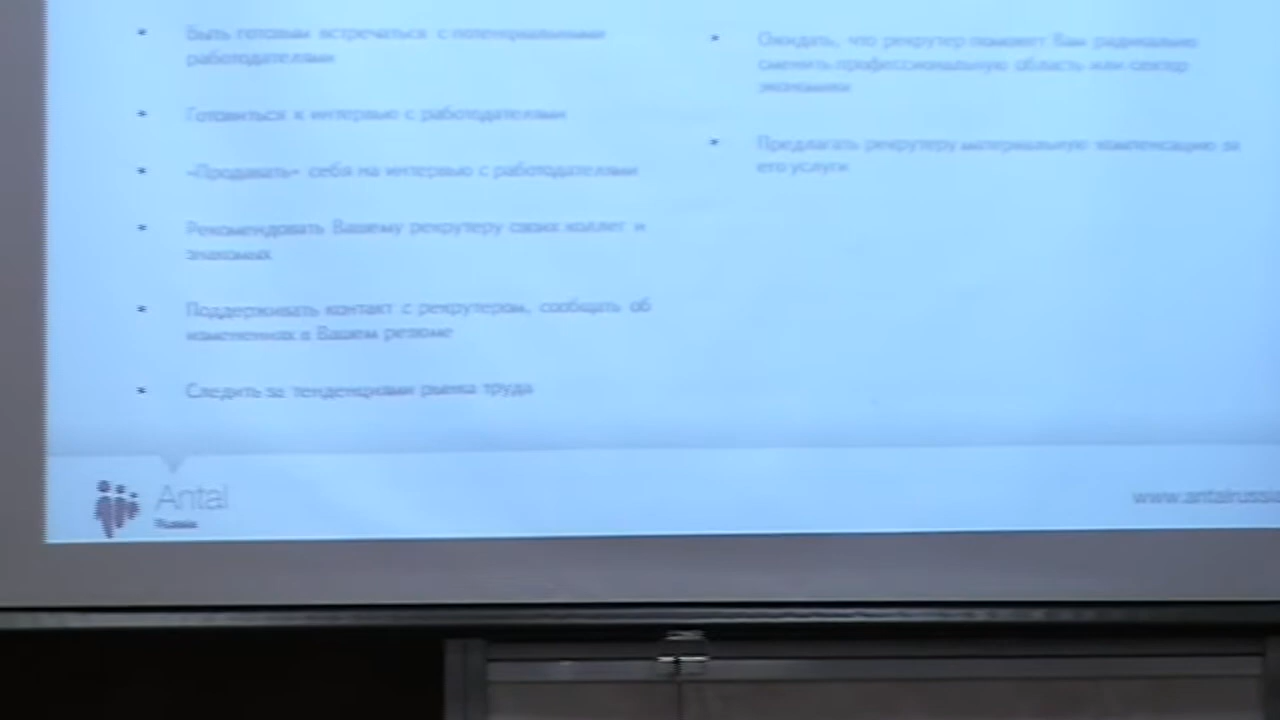 Быть готовым встречаться с потенциальными
работодателями
Готовиться к интервью с работодателями
«Продавать» себя на интервью с работодателями
Рекомендовать Вашему рекрутеру своих коллег и
знакомых
Поддерживать контакт с рекрутером, сообщать об
изменениях в Вашем резюме
Следить за тенденциями рынка труда
Ожидать, что рекрутер поможет Вам радикально
сменить профессиональную область или сектор
экономики
Предлагать рекрутеру материальную компенсацию за
его услуги
Antal
Russia
www.antalrussia